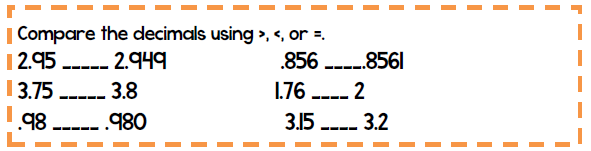 Compare the decimals using >, <, or =.
2.95 _____ 2.949 .856 ____.8561
3.75 _____ 3.8 1.76 ____ 2
.98 _____ .980 3.15 ____ 3.2